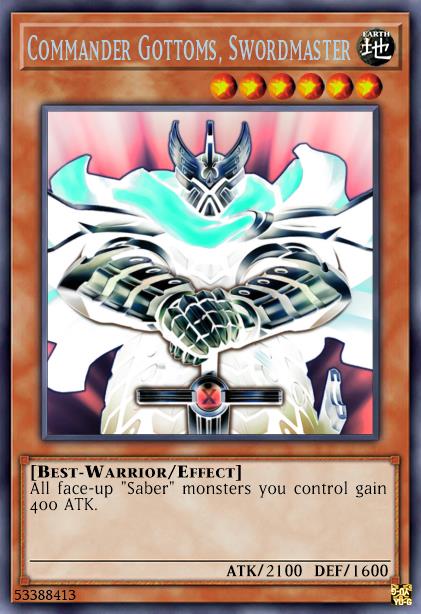 Commander Gottoms, Swordmaster
EARTH
地
[Best-Warrior/Effect]
All face-up "Saber" monsters you control gain
400 ATK.
ATK/2100 DEF/1600
53388413